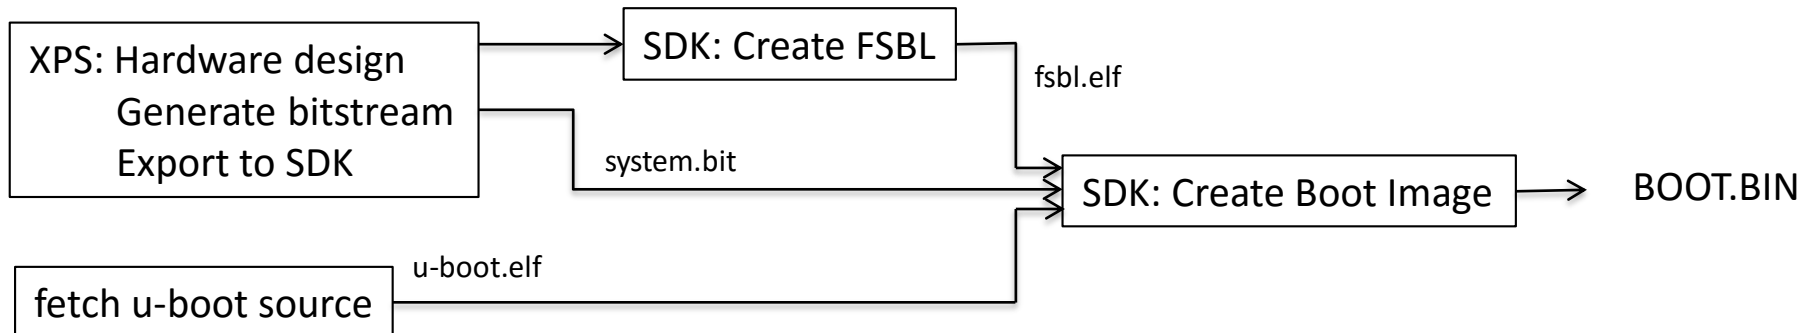 XPS: Hardware design
Generate bitstream
Export to SDK
SDK: Create FSBL
fsbl.elf
system.bit
SDK: Create Boot Image
BOOT.BIN
u-boot.elf
fetch u-boot source